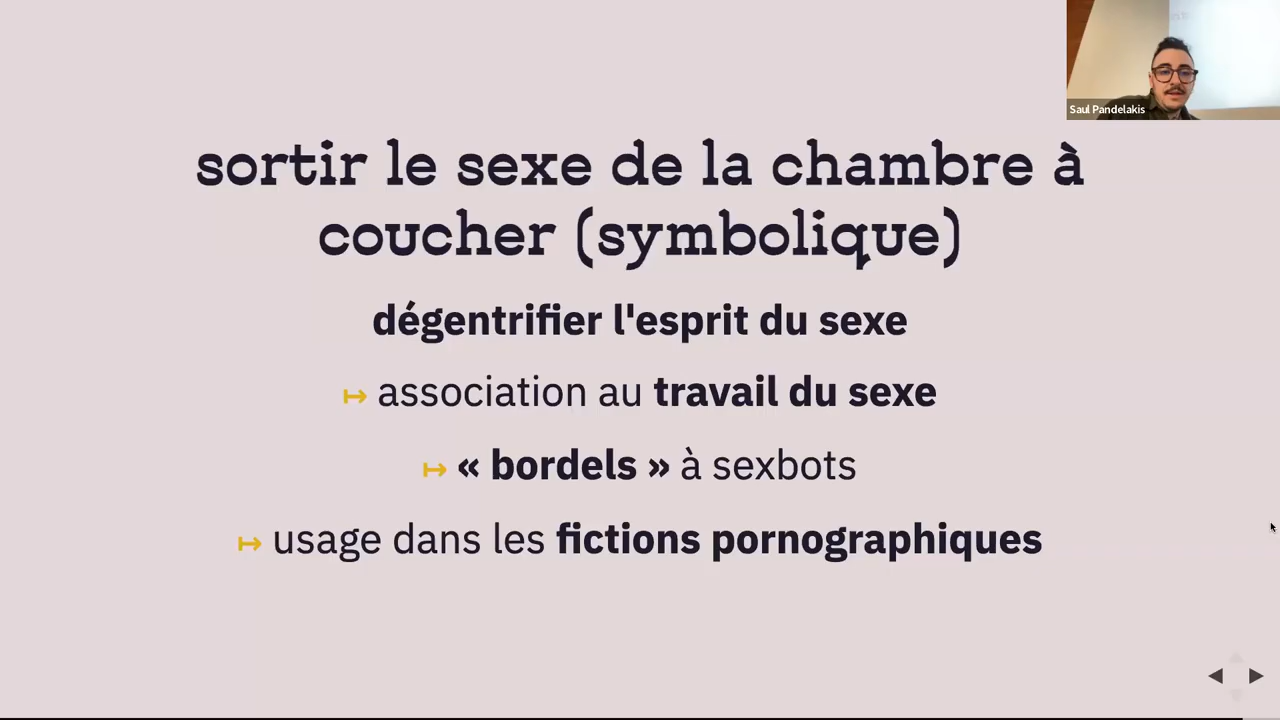 Saul Pandelakis
sortir le sexe de la chambre à
coucher (symbolique)
dégentrifier l'esprit du sexe
↦ association au travail du sexe
↦ « bordels » à sexbots
↦ usage dans les fictions pornographiques